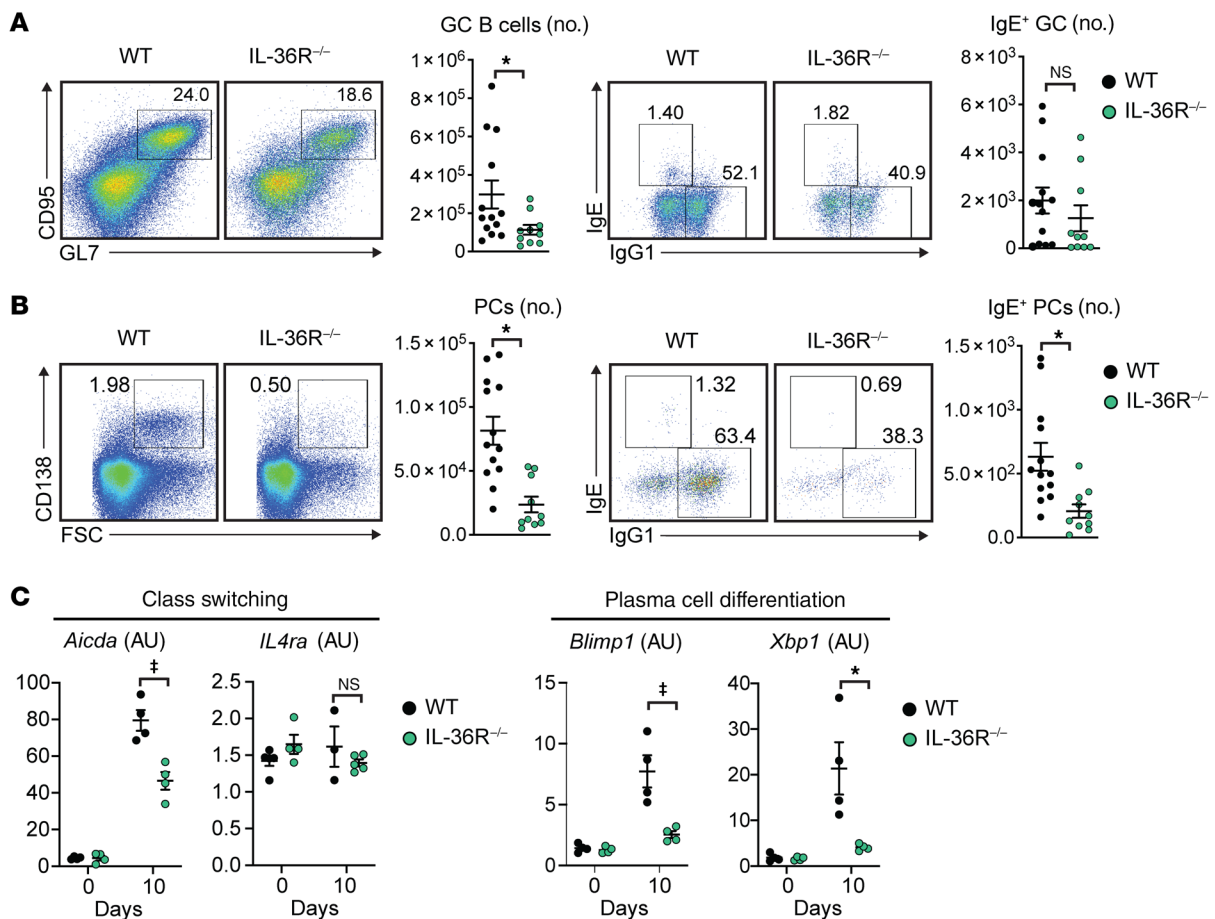 A
GC B cells (no.)
IgE⁺ GC (no.)
WT
IL-36R⁻/⁻
24.0
18.6
CD95
GL7
*
1 × 10⁶
8 × 10⁵
6 × 10⁵
4 × 10⁵
2 × 10⁵
0
WT
IL-36R⁻/⁻
1.40
52.1
1.82
40.9
IgE
IgG1
NS
8 × 10³
6 × 10³
4 × 10³
2 × 10³
0
WT
IL-36R⁻/⁻
B
PCs (no.)
IgE⁺ PCs (no.)
WT
IL-36R⁻/⁻
1.98
0.50
CD138
FSC
*
1.5 × 10⁵
1.0 × 10⁵
5.0 × 10⁴
0.0
WT
IL-36R⁻/⁻
1.32
63.4
0.69
38.3
IgE
IgG1
*
1.5 × 10³
1.0 × 10³
5.0 × 10²
0.0
WT
IL-36R⁻/⁻
C
Class switching
Aicda (AU)
‡
100
80
60
40
20
0
0 10
Days
IL4ra (AU)
NS
2.5
2.0
1.5
1.0
0.5
0.0
0 10
Days
WT
IL-36R⁻/⁻
Plasma cell differentiation
Blimp1 (AU)
‡
15
10
5
0
0 10
Days
Xbp1 (AU)
*
40
30
20
10
0
0 10
Days
WT
IL-36R⁻/⁻